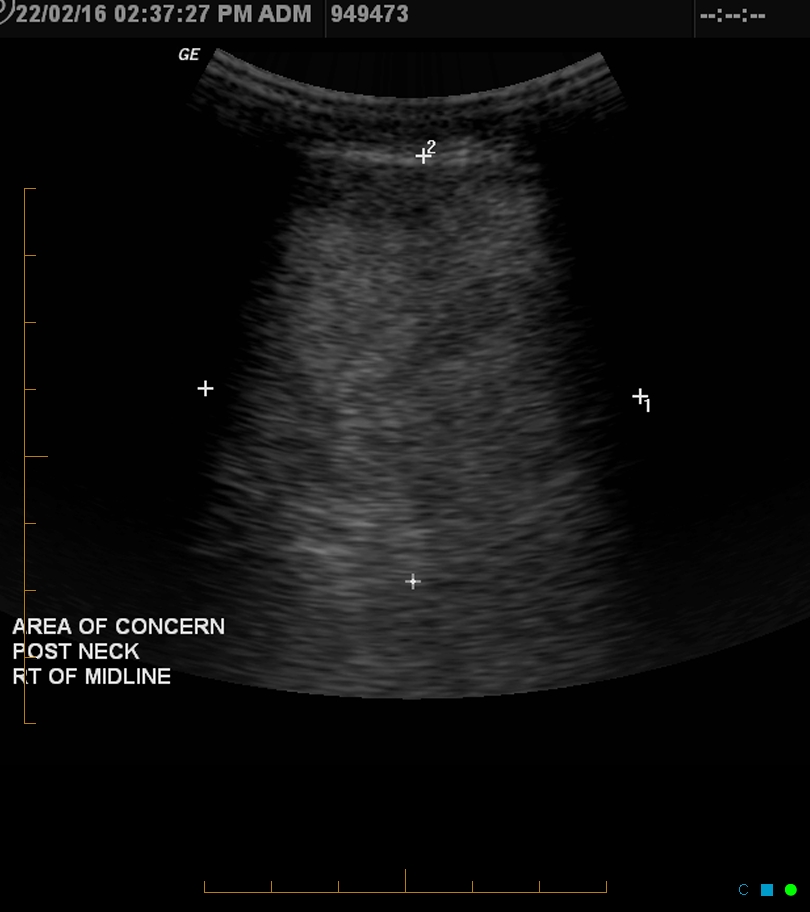 22/02/16 02:37:27 PM ADM 949473 --:--:--
GE
2
1
AREA OF CONCERN
POST NECK
RT OF MIDLINE